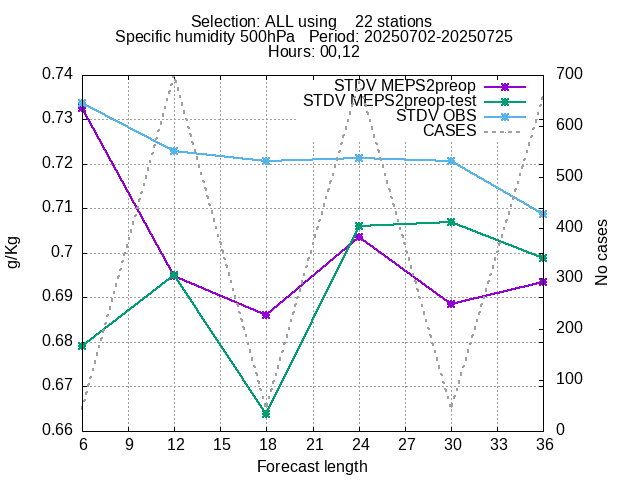 Selection: ALL using    22 stations
Specific humidity 500hPa   Period: 20250702-20250725
Hours: 00,12
STDV MEPS2preop
STDV MEPS2preop-test
STDV OBS
CASES
g/Kg
0.74
0.73
0.72
0.71
0.7
0.69
0.68
0.67
0.66
700
600
500
400
300
200
100
0
No cases
6 9 12 15 18 21 24 27 30 33 36
Forecast length